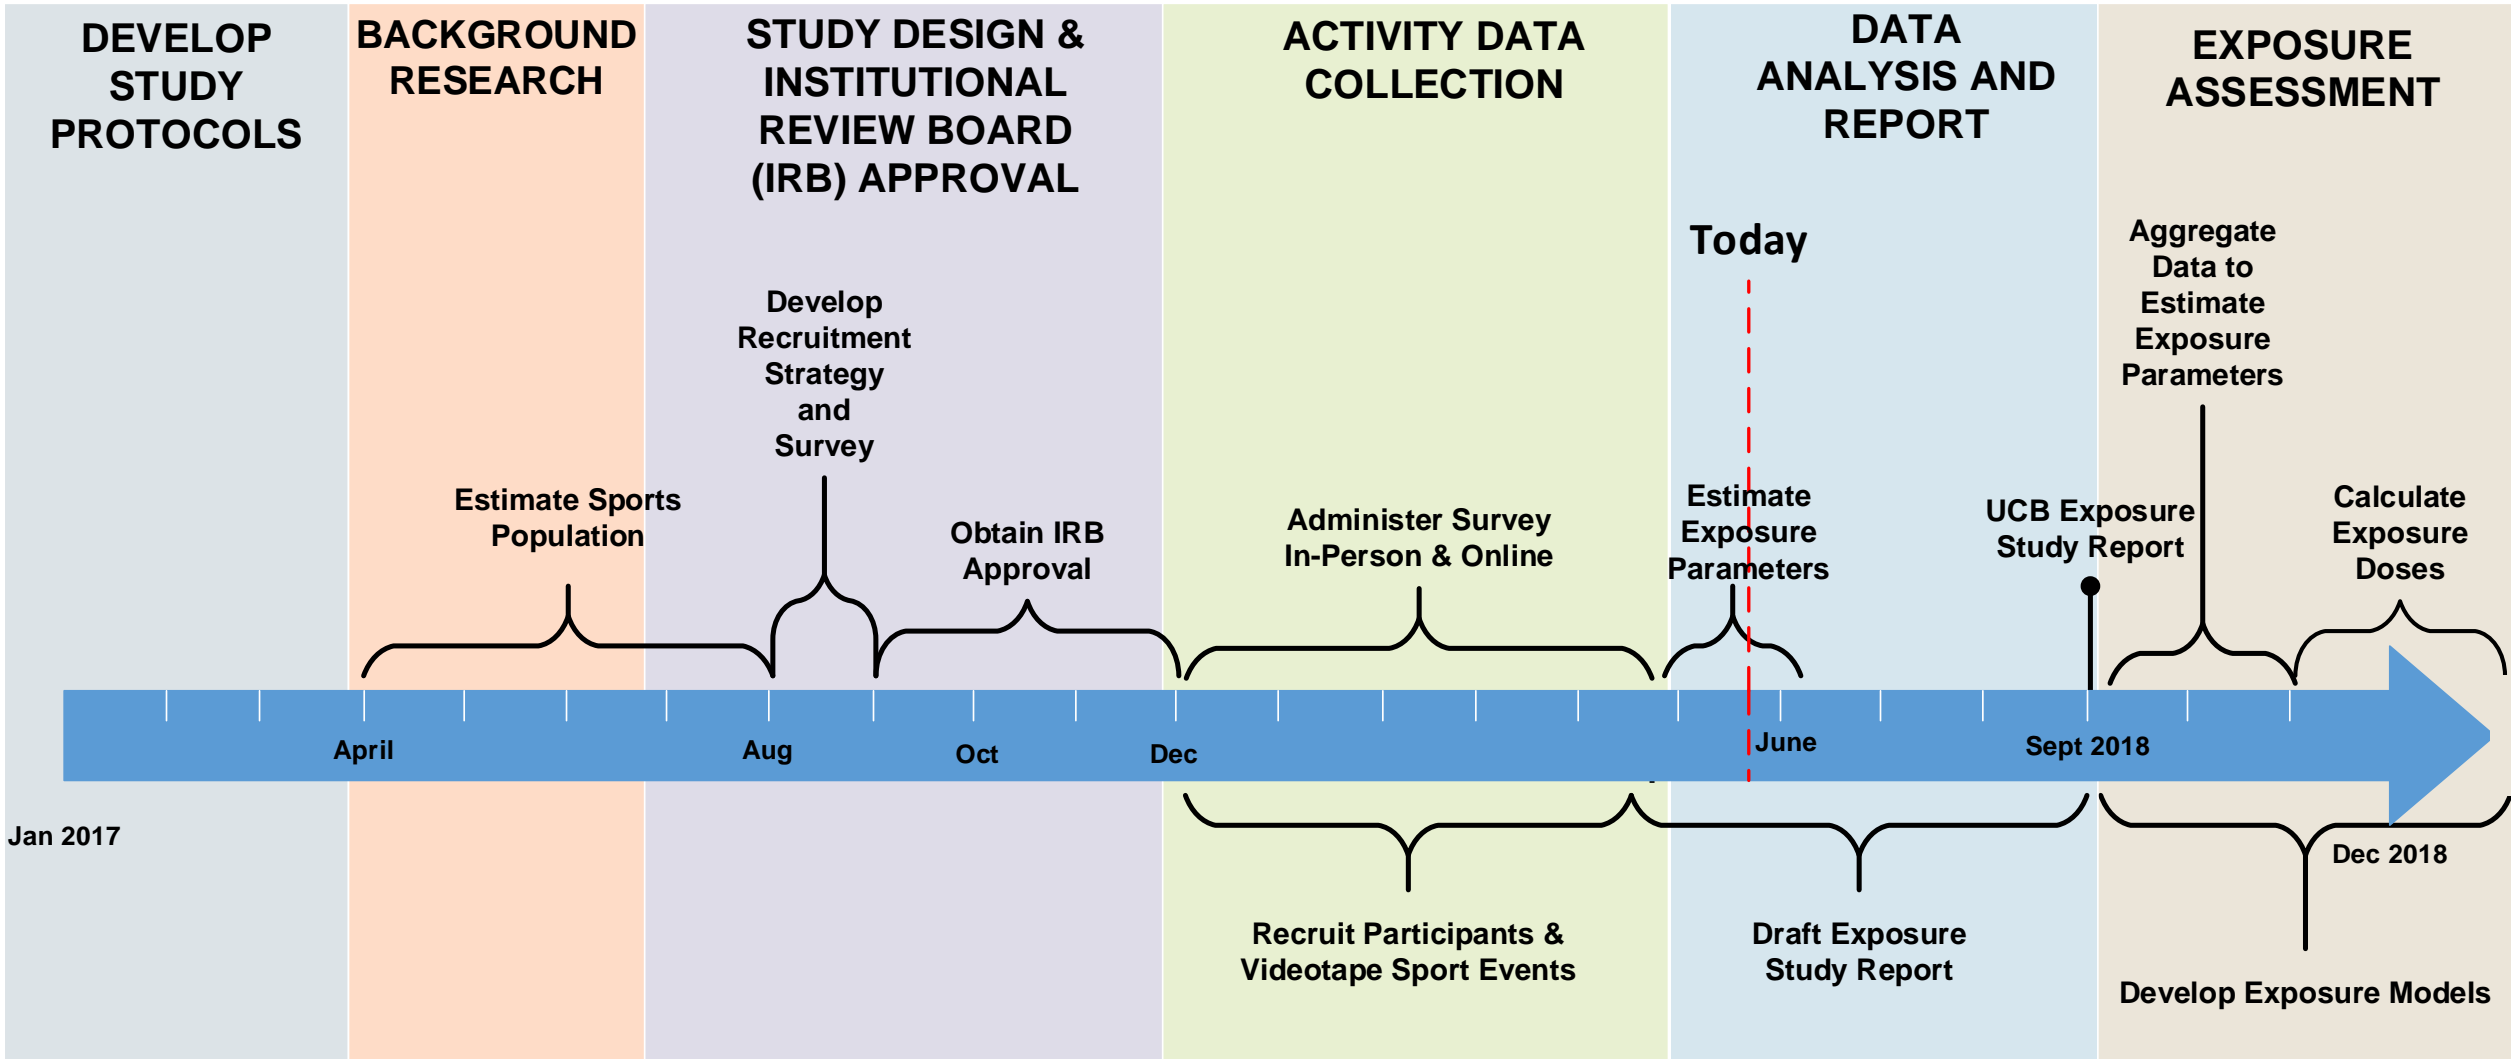 DEVELOP
STUDY
PROTOCOLS
BACKGROUND
RESEARCH
STUDY DESIGN &
INSTITUTIONAL
REVIEW BOARD
(IRB) APPROVAL
ACTIVITY DATA
COLLECTION
DATA
ANALYSIS AND
REPORT
EXPOSURE
ASSESSMENT
Today
Aggregate
Data to
Estimate
Exposure
Parameters
Develop
Recruitment
Strategy
and
Survey
Estimate Sports
Population
Obtain IRB
Approval
Administer Survey
In-Person & Online
Estimate
Exposure
Parameters
UCB Exposure
Study Report
Calculate
Exposure
Doses
April
Aug
Oct
Dec
June
Sept 2018
Jan 2017
Dec 2018
Recruit Participants &
Videotape Sport Events
Draft Exposure
Study Report
Develop Exposure Models